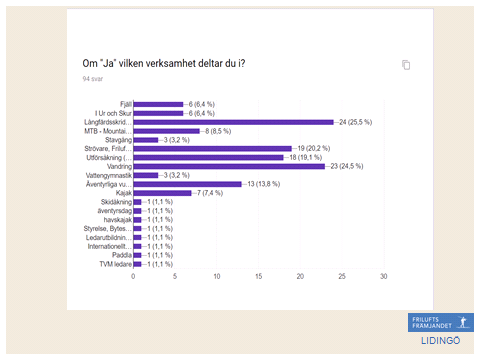 Om "Ja" vilken verksamhet deltar du i?
94 svar
Fjäll 6 (6,4 %)
I Ur och Skur 6 (6,4 %)
Långfärdsskrid... 24 (25,5 %)
MTB - Mountai... 8 (8,5 %)
Stavgång 3 (3,2 %)
Strövare, Friluf... 19 (20,2 %)
Utförsåkning (... 18 (19,1 %)
Vandring 23 (24,5 %)
Vattengymnastik 3 (3,2 %)
Äventyrliga vu... 13 (13,8 %)
Kajak 7 (7,4 %)
Skidåkning 1 (1,1 %)
äventyrsdag 1 (1,1 %)
havskajak 1 (1,1 %)
Styrelse, Bytes... 1 (1,1 %)
Ledarutbildnin... 1 (1,1 %)
Internationellt... 1 (1,1 %)
Paddla 1 (1,1 %)
TVM ledare 1 (1,1 %)
0 5 10 15 20 25 30
FRILUFTS
FRÄMJANDET
LIDINGÖ